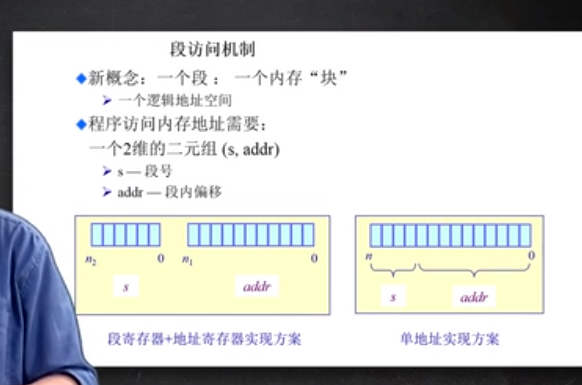 段访问机制
◆新概念：一个段： 一个内存“块”
➢ 一个逻辑地址空间
◆程序访问内存地址需要：
一个2维的二元组 (s, addr)
➢ s — 段号
➢ addr — 段内偏移
n₂ 0 n₁ 0
s addr
段寄存器+地址寄存器实现方案
n 0
s addr
单地址实现方案